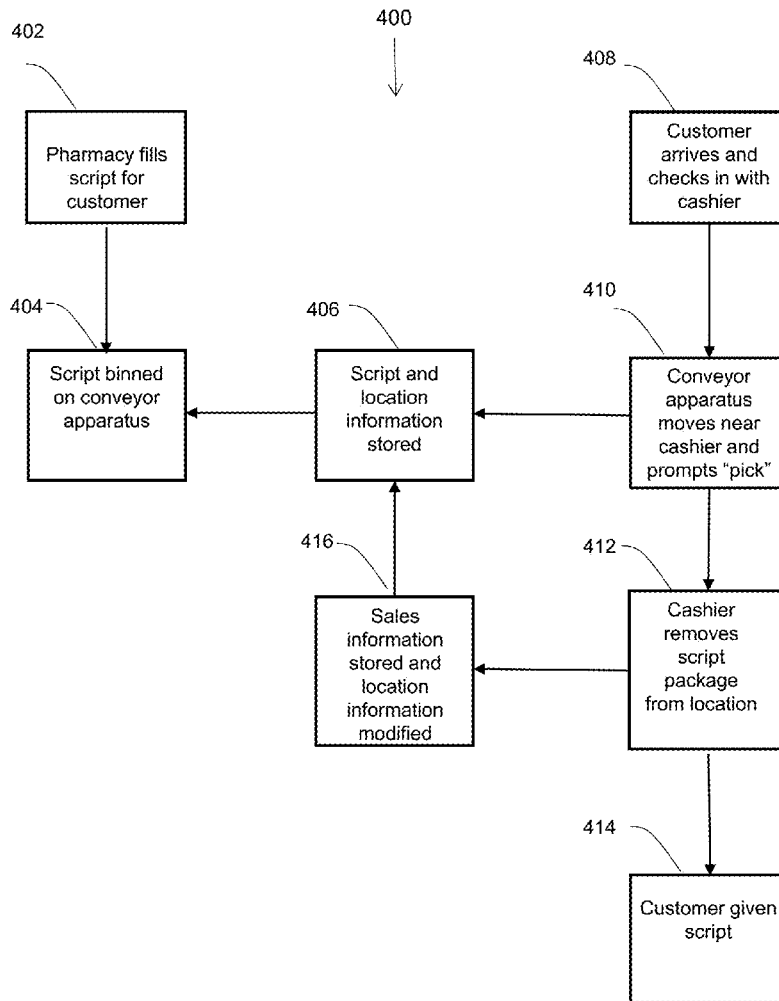 400
402
Pharmacy fills
script for
customer
408
Customer
arrives and
checks in with
cashier
404
Script binned
on conveyor
apparatus
406
Script and
location
information
stored
410
Conveyor
apparatus
moves near
cashier and
prompts “pick”
416
Sales
information
stored and
location
information
modified
412
Cashier
removes
script
package
from location
414
Customer given
script